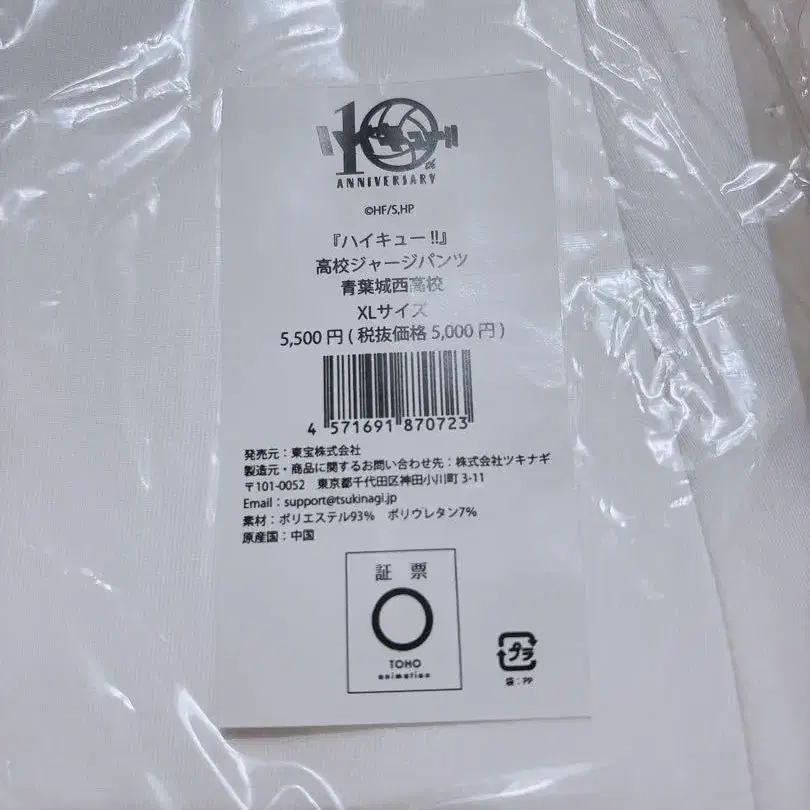 10th
ANNIVERSARY
©HF/S,HP
『ハイキュー!!』
高校ジャージパンツ
青葉城西高校
XLサイズ
5,500円(税抜価格5,000円)
4 571691 870723
発売元：東宝株式会社
製造元・商品に関するお問い合わせ先：株式会社ツキナギ
〒101-0052 東京都千代田区神田小川町3-11
Email：support@tsukinagi.jp
素材：ポリエステル93% ポリウレタン7%
原産国：中国
証票
TOHO
animation
プラ
袋：PP